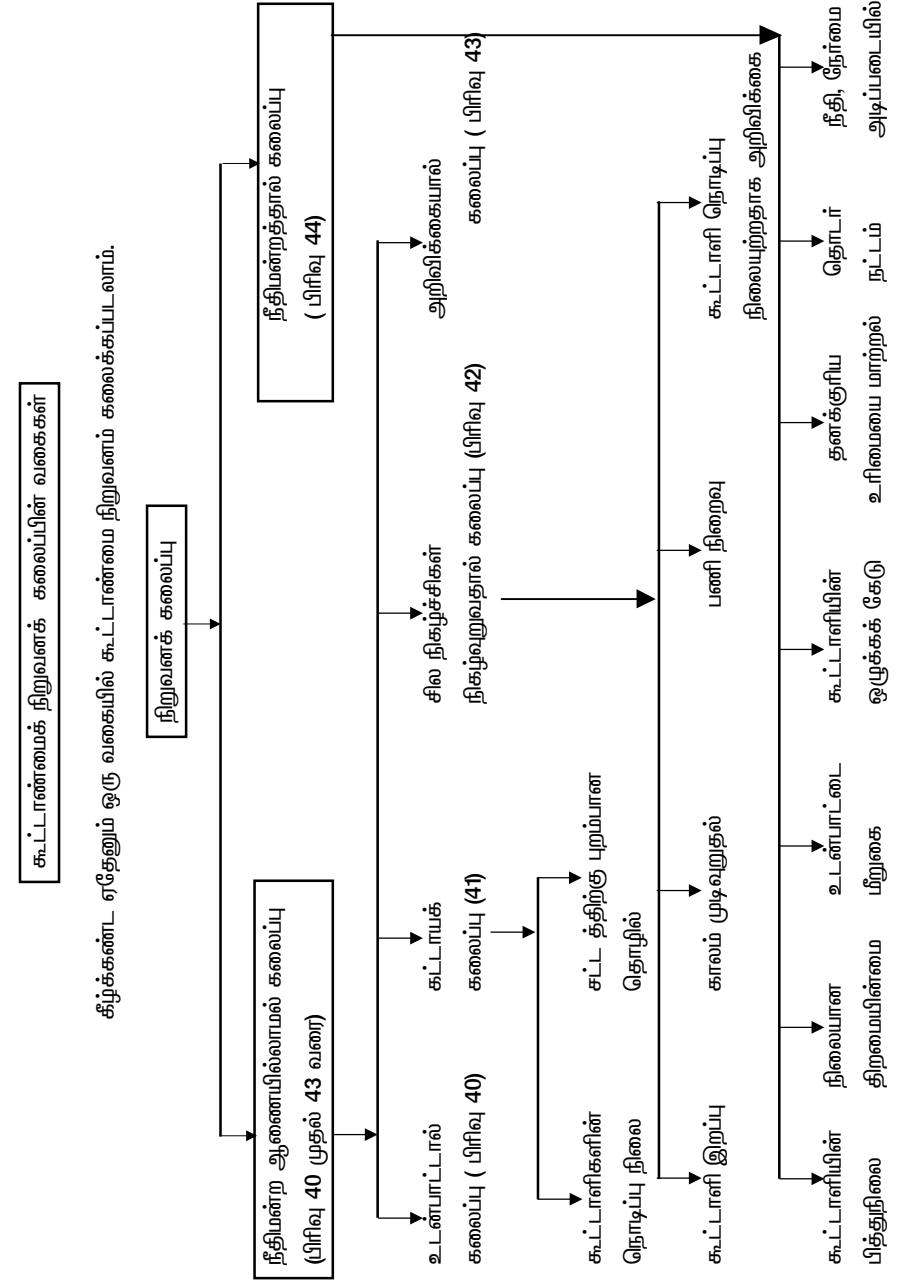 கூட்டாண்மைக் நிறுவனக் கலைப்பின் வகைகள்
கீழ்க்கண்ட ஏதேனும் ஒரு வகையில் கூட்டாண்மை நிறுவனம் கலைக்கப்படலாம்.
நிறுவனக் கலைப்பு
நீதிமன்ற ஆணையில்லாமல் கலைப்பு
(பிரிவு 40 முதல் 43 வரை)
நீதிமன்றத்தால் கலைப்பு
( பிரிவு 44)
உடன்பாட்டால்
கலைப்பு ( பிரிவு 40)
கட்டாயக்
கலைப்பு (41)
சில நிகழ்ச்சிகள்
நிகழ்வுறுவதால் கலைப்பு (பிரிவு 42)
அறிவிக்கையால்
கலைப்பு ( பிரிவு 43)
கூட்டாளிகளின்
நொடிப்பு நிலை
சட்ட த்திற்கு புறம்பான
தொழில்
கூட்டாளி இறப்பு
காலம் முடிவுறுதல்
பணி நிறைவு
கூட்டாளி நொடிப்பு
நிலையுற்றதாக அறிவிக்கை
கூட்டாளியின்
பித்துநிலை
நிலையான
திறமையின்மை
உடன்பாட்டை
மீறுகை
கூட்டாளியின்
ஒழுக்கக் கேடு
தனக்குரிய
உரிமையை மாற்றல்
தொடர்
நட்டம்
நீதி, நேர்மை
அடிப்படையில்